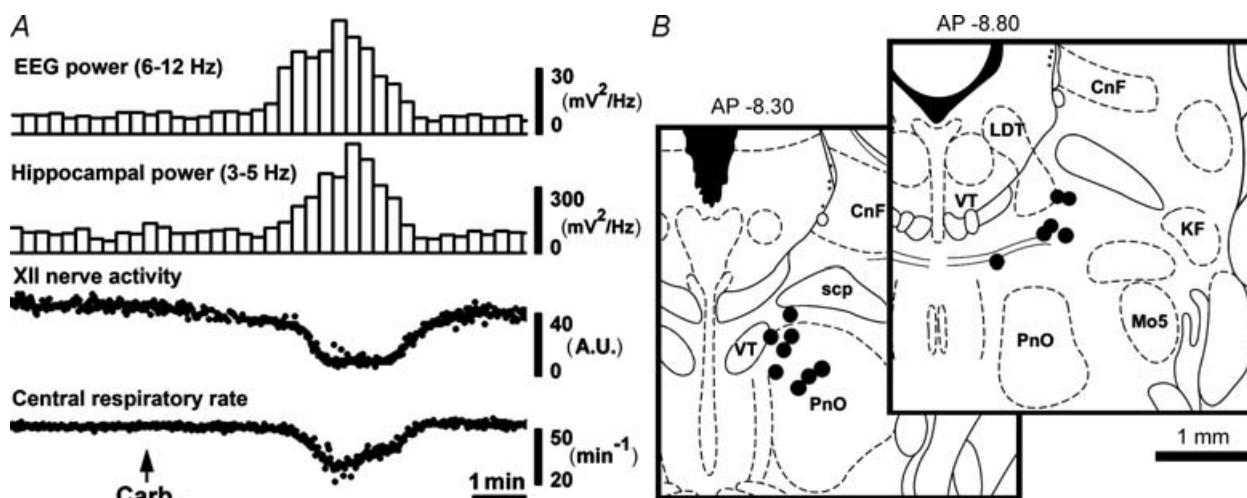 A
EEG power (6-12 Hz)
30
(mV²/Hz)
0
Hippocampal power (3-5 Hz)
300
(mV²/Hz)
0
XII nerve activity
40
(A.U.)
0
Central respiratory rate
50
(min⁻¹)
20
Carb
1 min
B
AP -8.30
CnF
scp
VT
PnO
AP -8.80
CnF
LDT
VT
KF
Mo5
PnO
1 mm